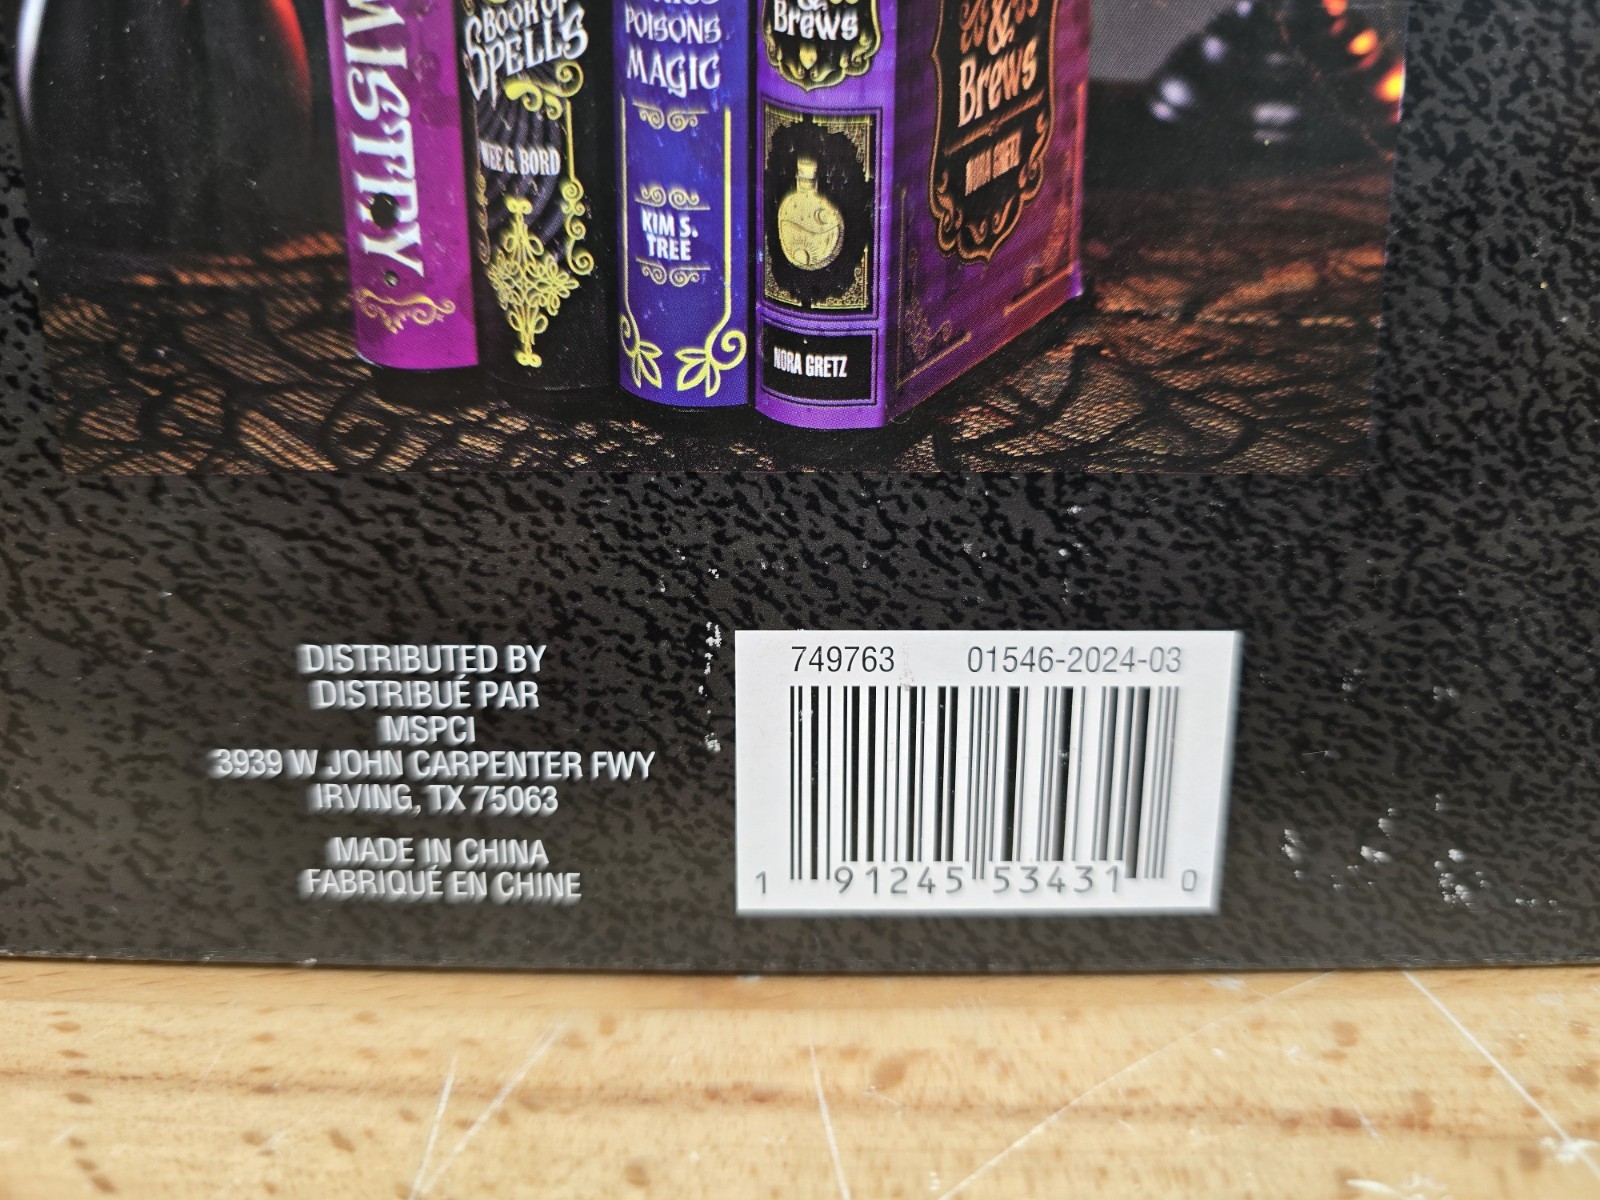 MISTRY
BOOK OF
SPELLS
WEE G. BORD
POISONS
MAGIC
KIM S.
TREE
&
Brews
NORA GRETZ
&
Brews
NORA GRETZ
DISTRIBUTED BY
DISTRIBUÉ PAR
MSPCI
3939 W JOHN CARPENTER FWY
IRVING, TX 75063
MADE IN CHINA
FABRIQUÉ EN CHINE
749763 01546-2024-03
1 91245 53431 0